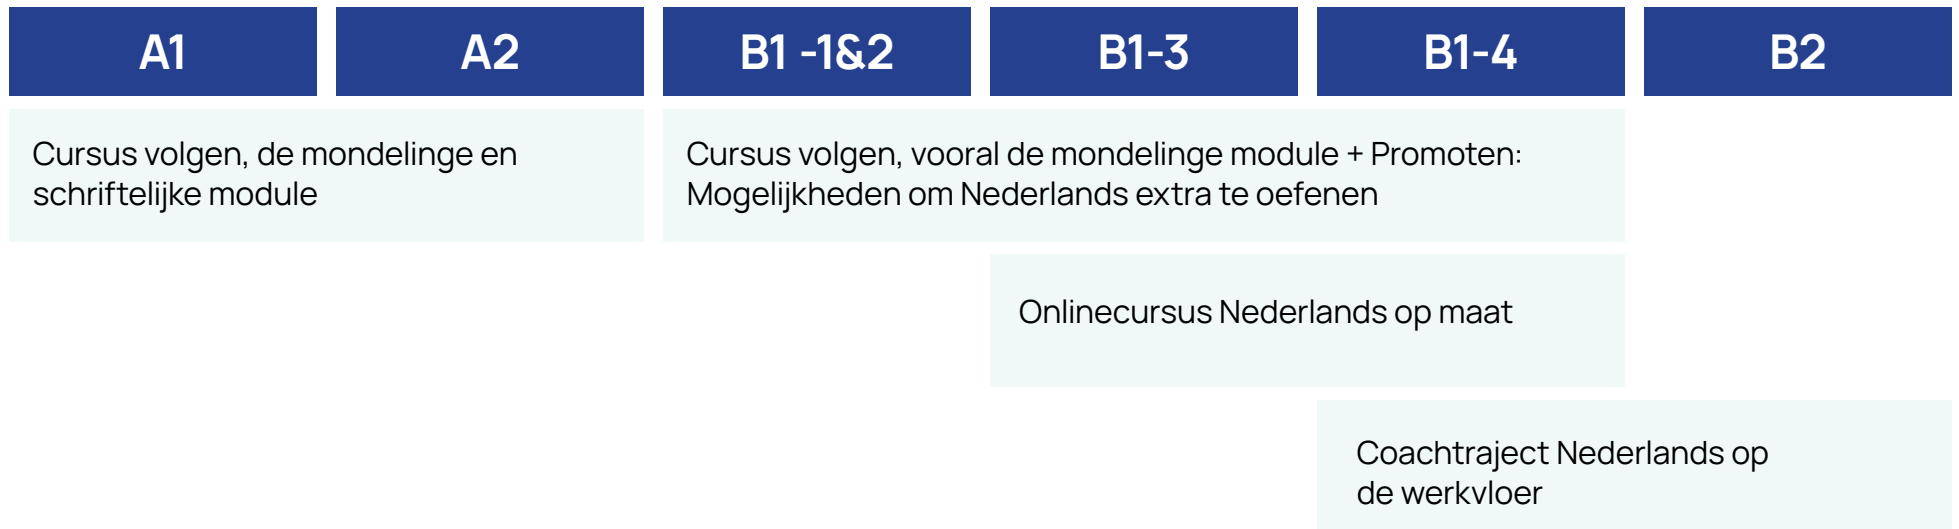 A1
A2
B1 -1&2
B1-3
B1-4
B2
Cursus volgen, de mondelinge en
schriftelijke module
Cursus volgen, vooral de mondelinge module + Promoten:
Mogelijkheden om Nederlands extra te oefenen
Onlinecursus Nederlands op maat
Coachtraject Nederlands op
de werkvloer